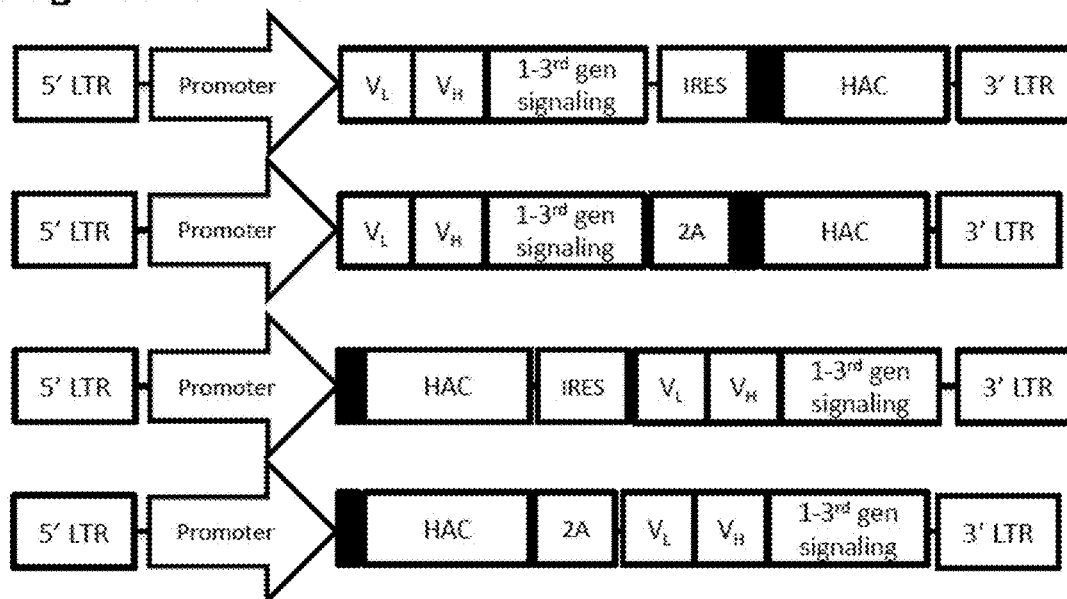 5' LTR Promoter V_L V_H 1-3rd gen signaling IRES HAC 3' LTR
5' LTR Promoter V_L V_H 1-3rd gen signaling 2A HAC 3' LTR
5' LTR Promoter HAC IRES V_L V_H 1-3rd gen signaling 3' LTR
5' LTR Promoter HAC 2A V_L V_H 1-3rd gen signaling 3' LTR